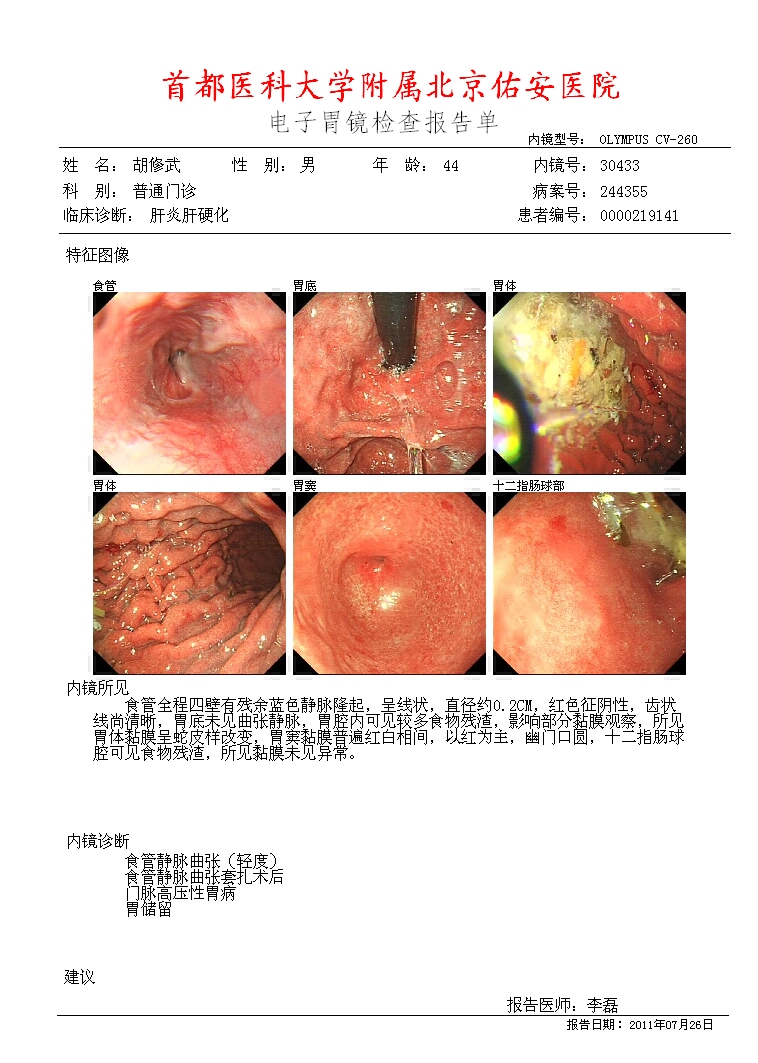 首都医科大学附属北京佑安医院
电子胃镜检查报告单
内镜型号： OLYMPUS CV-260
姓 名： 胡修武 性 别： 男 年 龄： 44 内镜号： 30433
科 别： 普通门诊 病案号： 244355
临床诊断： 肝炎肝硬化 患者编号： 0000219141
特征图像
食管 胃底 胃体
胃体 胃窦 十二指肠球部
内镜所见
食管全程四壁有残余蓝色静脉隆起，呈线状，直径约0.2CM，红色征阴性，齿状
线尚清晰，胃底未见曲张静脉，胃腔内可见较多食物残渣，影响部分黏膜观察，所见
胃体黏膜呈蛇皮样改变，胃窦黏膜普遍红白相间，以红为主，幽门口圆，十二指肠球
腔可见食物残渣，所见黏膜未见异常。
内镜诊断
食管静脉曲张（轻度）
食管静脉曲张套扎术后
门脉高压性胃病
胃储留
建议
报告医师：李磊
报告日期：2011年07月26日